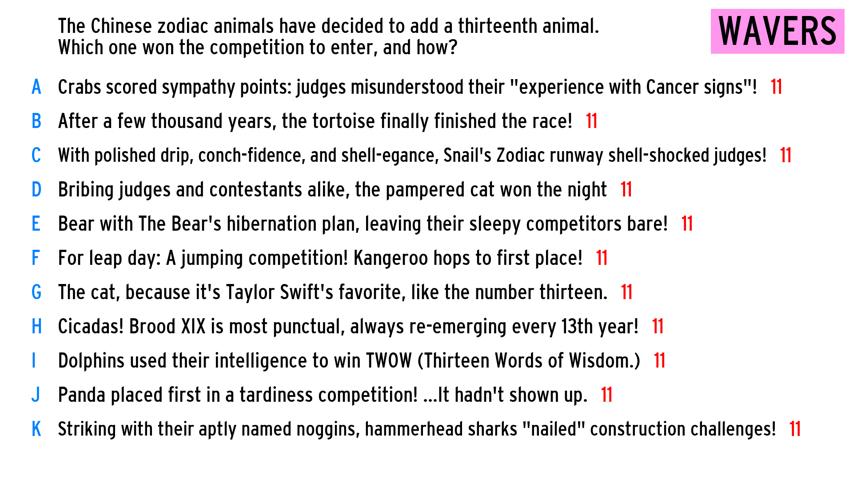 The Chinese zodiac animals have decided to add a thirteenth animal.
Which one won the competition to enter, and how?
WAVERS
A Crabs scored sympathy points: judges misunderstood their "experience with Cancer signs"! 11
B After a few thousand years, the tortoise finally finished the race! 11
C With polished drip, conch-fidence, and shell-egance, Snail's Zodiac runway shell-shocked judges! 11
D Bribing judges and contestants alike, the pampered cat won the night 11
E Bear with The Bear's hibernation plan, leaving their sleepy competitors bare! 11
F For leap day: A jumping competition! Kangaroo hops to first place! 11
G The cat, because it's Taylor Swift's favorite, like the number thirteen. 11
H Cicadas! Brood XIX is most punctual, always re-emerging every 13th year! 11
I Dolphins used their intelligence to win TWOW (Thirteen Words of Wisdom.) 11
J Panda placed first in a tardiness competition! ...It hadn't shown up. 11
K Striking with their aptly named noggins, hammerhead sharks "nailed" construction challenges! 11